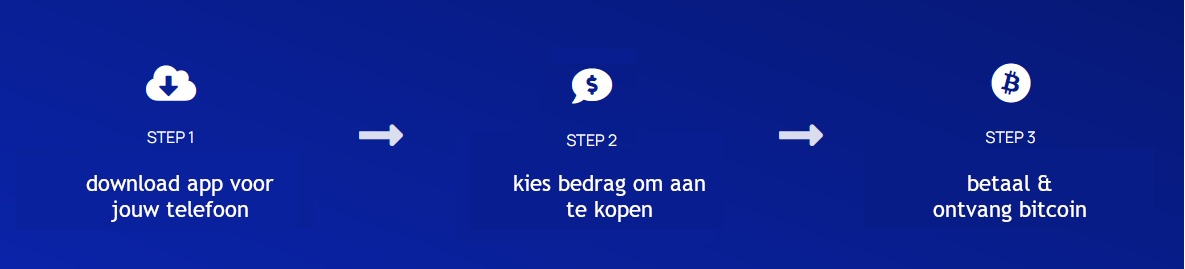 STEP 1
download app voor
jouw telefoon
STEP 2
kies bedrag om aan
te kopen
STEP 3
betaal &
ontvang bitcoin